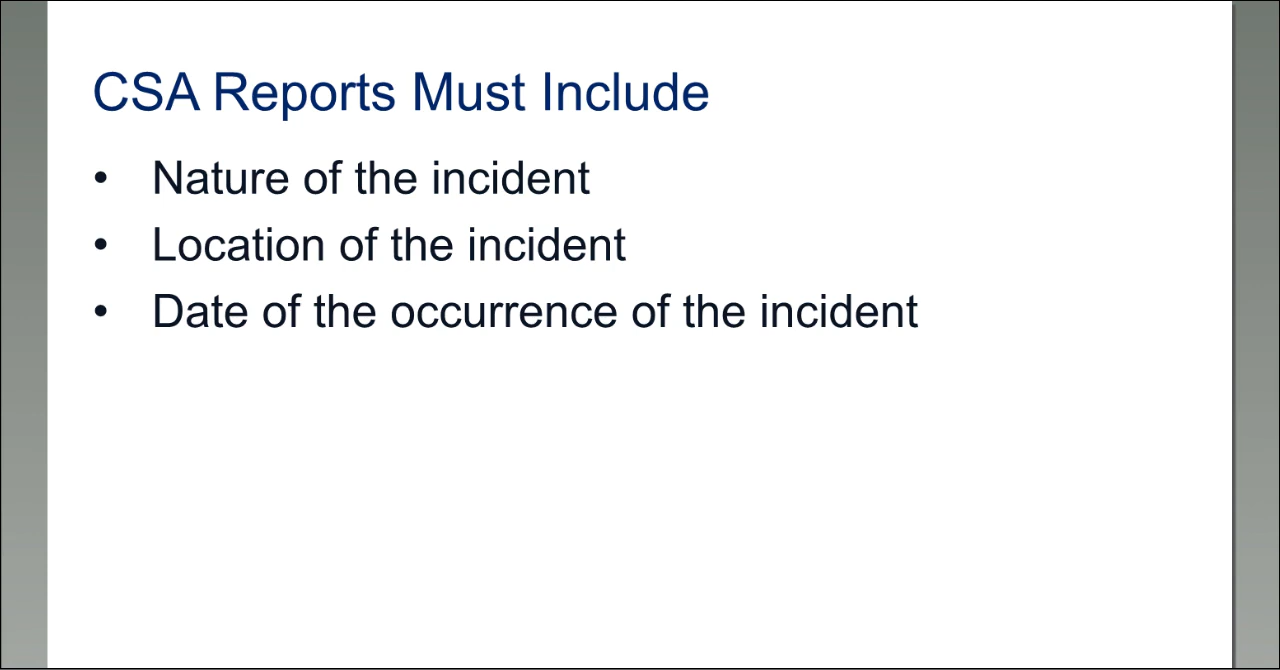 CSA Reports Must Include
• Nature of the incident
• Location of the incident
• Date of the occurrence of the incident